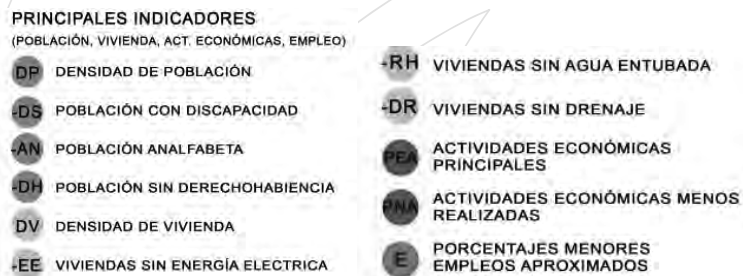 PRINCIPALES INDICADORES
(POBLACIÓN, VIVIENDA, ACT. ECONÓMICAS, EMPLEO)
DP DENSIDAD DE POBLACIÓN
-DS POBLACIÓN CON DISCAPACIDAD
-AN POBLACIÓN ANALFABETA
-DH POBLACIÓN SIN DERECHOHABIENCIA
DV DENSIDAD DE VIVIENDA
-EE VIVIENDAS SIN ENERGÍA ELECTRICA
-RH VIVIENDAS SIN AGUA ENTUBADA
-DR VIVIENDAS SIN DRENAJE
PEA ACTIVIDADES ECONÓMICAS
PRINCIPALES
PNA ACTIVIDADES ECONÓMICAS MENOS
REALIZADAS
E PORCENTAJES MENORES
EMPLEOS APROXIMADOS